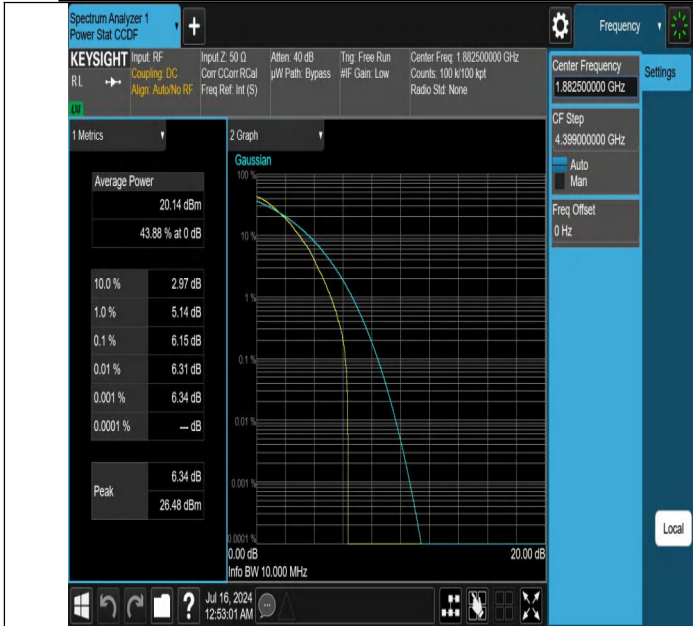 Spectrum Analyzer 1
Power Stat CCDF
+
Frequency
KEYSIGHT
RL
LXI
Input: RF
Coupling: DC
Align: Auto/No RF
Input Z: 50 Ω
Corr CCorr RCal
Freq Ref: Int (S)
Atten: 40 dB
µW Path: Bypass
Trig: Free Run
#IF Gain: Low
Center Freq: 1.882500000 GHz
Counts: 100 k/100 kpt
Radio Std: None
Center Frequency
1.882500000 GHz
Settings
CF Step
4.399000000 GHz
Auto
Man
Freq Offset
0 Hz
1 Metrics
Average Power
20.14 dBm
43.88 % at 0 dB
10.0 % 2.97 dB
1.0 % 5.14 dB
0.1 % 6.15 dB
0.01 % 6.31 dB
0.001 % 6.34 dB
0.0001 % --- dB
Peak
6.34 dB
26.48 dBm
2 Graph
Gaussian
100 %
10 %
1 %
0.1 %
0.01 %
0.001 %
0.0001 %
0.00 dB
20.00 dB
Info BW 10.000 MHz
Local
?
Jul 16, 2024
12:53:01 AM